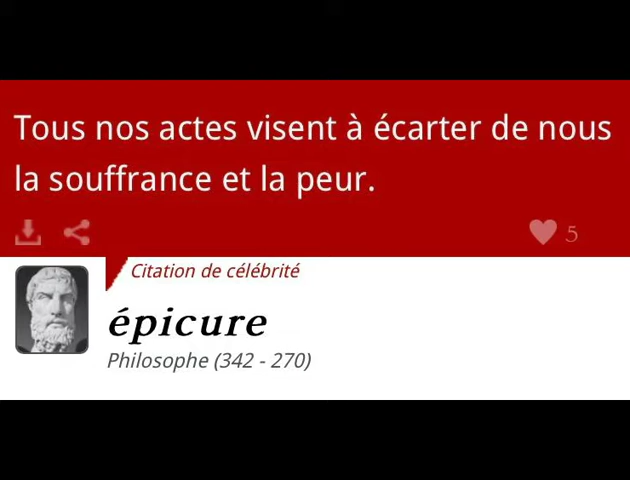 Tous nos actes visent à écarter de nous
la souffrance et la peur.
5
Citation de célébrité
épicure
Philosophe (342 - 270)